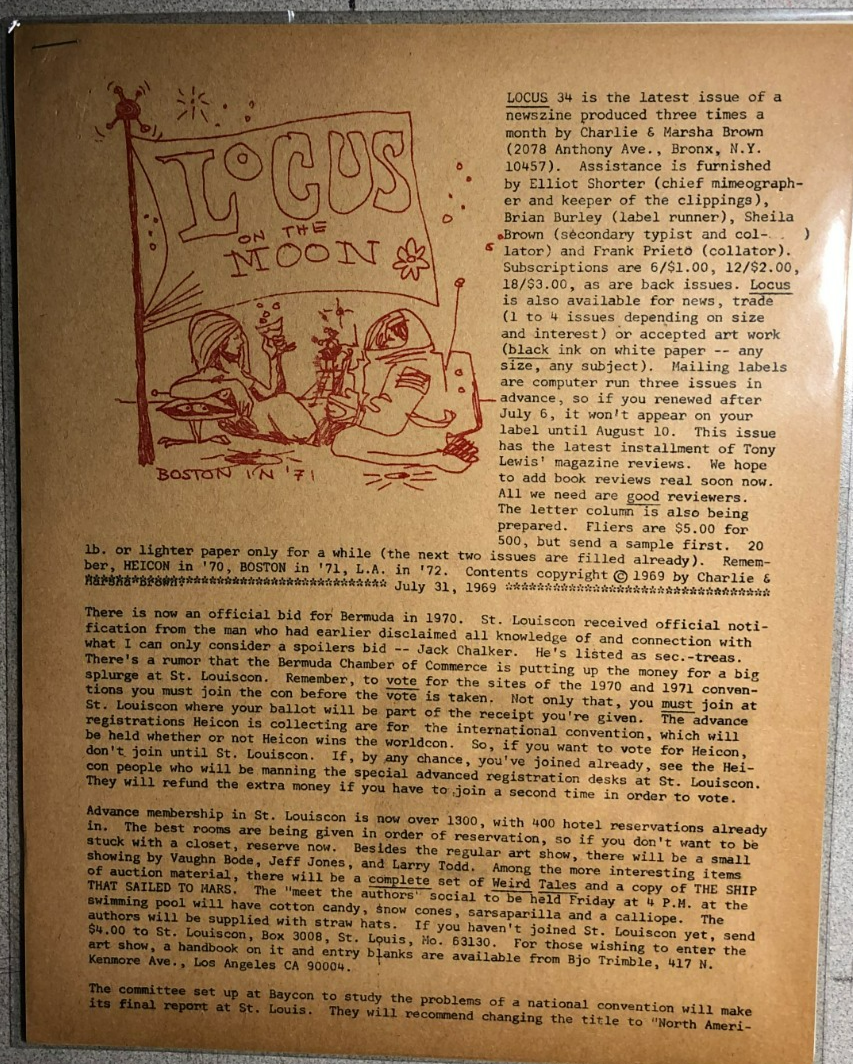 LOCUS
ON THE
MOON
BOSTON IN '71
LOCUS 34 is the latest issue of a
newszine produced three times a
month by Charlie & Marsha Brown
(2078 Anthony Ave., Bronx, N.Y.
10457).  Assistance is furnished
by Elliot Shorter (chief mimeograph-
er and keeper of the clippings),
Brian Burley (label runner), Sheila
Brown (secondary typist and col-
lator) and Frank Prieto (collator).
Subscriptions are 6/$1.00, 12/$2.00,
18/$3.00, as are back issues. Locus
is also available for news, trade
(1 to 4 issues depending on size
and interest) or accepted art work
(black ink on white paper -- any
size, any subject).  Mailing labels
are computer run three issues in
advance, so if you renewed after
July 6, it won't appear on your
label until August 10.  This issue
has the latest installment of Tony
Lewis' magazine reviews.  We hope
to add book reviews real soon now.
All we need are good reviewers.
The letter column is also being
prepared.  Fliers are $5.00 for
500, but send a sample first.  20
lb. or lighter paper only for a while (the next two issues are filled already).  Remem-
ber, HEICON in '70, BOSTON in '71, L.A. in '72.  Contents copyright © 1969 by Charlie &
July 31, 1969
There is now an official bid for Bermuda in 1970.  St. Louiscon received official noti-
fication from the man who had earlier disclaimed all knowledge of and connection with
what I can only consider a spoilers bid -- Jack Chalker.  He's listed as sec.-treas.
There's a rumor that the Bermuda Chamber of Commerce is putting up the money for a big
splurge at St. Louiscon.  Remember, to vote for the sites of the 1970 and 1971 conven-
tions you must join the con before the vote is taken.  Not only that, you must join at
St. Louiscon where your ballot will be part of the receipt you're given.  The advance
registrations Heicon is collecting are for the international convention, which will
be held whether or not Heicon wins the worldcon.  So, if you want to vote for Heicon,
don't join until St. Louiscon.  If, by any chance, you've joined already, see the Hei-
con people who will be manning the special advanced registration desks at St. Louiscon.
They will refund the extra money if you have to join a second time in order to vote.
Advance membership in St. Louiscon is now over 1300, with 400 hotel reservations already
in.  The best rooms are being given in order of reservation, so if you don't want to be
stuck with a closet, reserve now.  Besides the regular art show, there will be a small
showing by Vaughn Bode, Jeff Jones, and Larry Todd.  Among the more interesting items
of auction material, there will be a complete set of Weird Tales and a copy of THE SHIP
THAT SAILED TO MARS.  The "meet the authors" social to be held Friday at 4 P.M. at the
swimming pool will have cotton candy, snow cones, sarsaparilla and a calliope.  The
authors will be supplied with straw hats.  If you haven't joined St. Louiscon yet, send
$4.00 to St. Louiscon, Box 3008, St. Louis, Mo. 63130.  For those wishing to enter the
art show, a handbook on it and entry blanks are available from Bjo Trimble, 417 N.
Kenmore Ave., Los Angeles CA 90004.
The committee set up at Baycon to study the problems of a national convention will make
its final report at St. Louis.  They will recommend changing the title to "North Ameri-